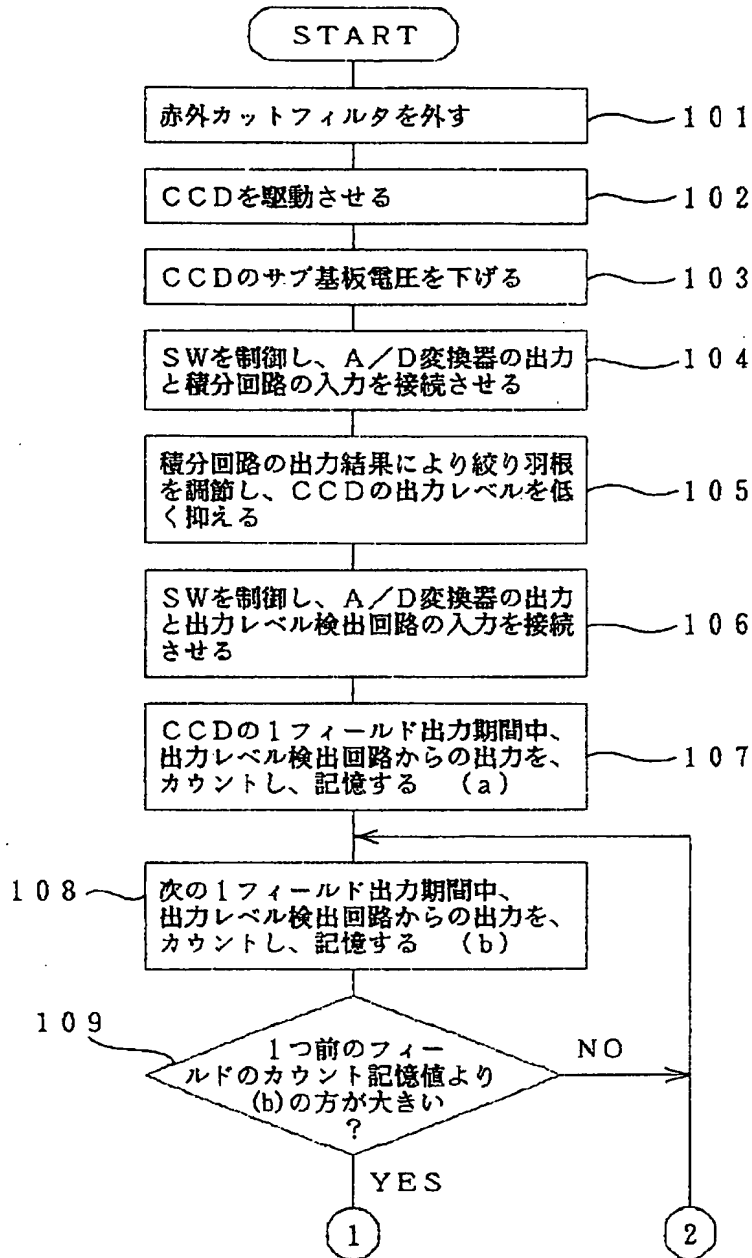 START
赤外カットフィルタを外す
101
CCDを駆動させる
102
CCDのサブ基板電圧を下げる
103
SWを制御し、A/D変換器の出力
と積分回路の入力を接続させる
104
積分回路の出力結果により絞り羽根
を調節し、CCDの出力レベルを低
く抑える
105
SWを制御し、A/D変換器の出力
と出力レベル検出回路の入力を接続
させる
106
CCDの1フィールド出力期間中、
出力レベル検出回路からの出力を、
カウントし、記憶する (a)
107
108
次の1フィールド出力期間中、
出力レベル検出回路からの出力を、
カウントし、記憶する (b)
109
1つ前のフィー
ルドのカウント記憶値より
(b)の方が大きい
?
NO
YES
1
2